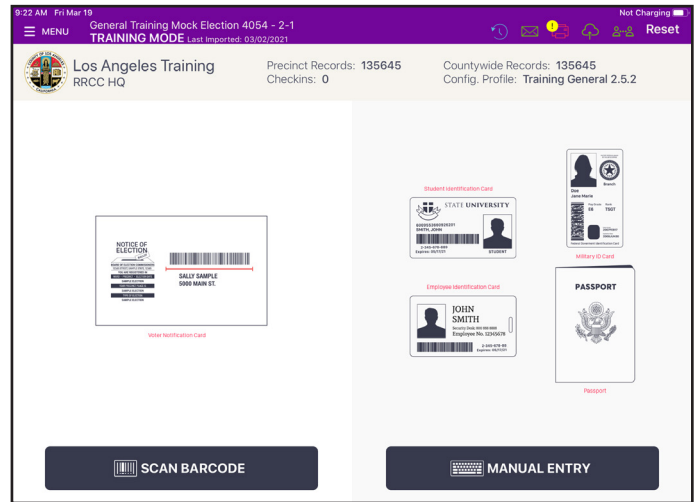 9:22 AM Fri Mar 19
Not Charging
MENU
General Training Mock Election 4054 - 2-1
TRAINING MODE Last Imported: 03/02/2021
Reset
Los Angeles Training
RRCC HQ
Precinct Records: 135645
Checkins: 0
Countywide Records: 135645
Config. Profile: Training General 2.5.2
NOTICE OF
ELECTION
SALLY SAMPLE
5000 MAIN ST.
Voter Notification Card
Student Identification Card
STATE UNIVERSITY
SMITH, JOHN
STUDENT
Employee Identification Card
JOHN
SMITH
Employee No. 12345678
Branch
Doe
Jane Marie
Military ID Card
PASSPORT
Passport
SCAN BARCODE
MANUAL ENTRY